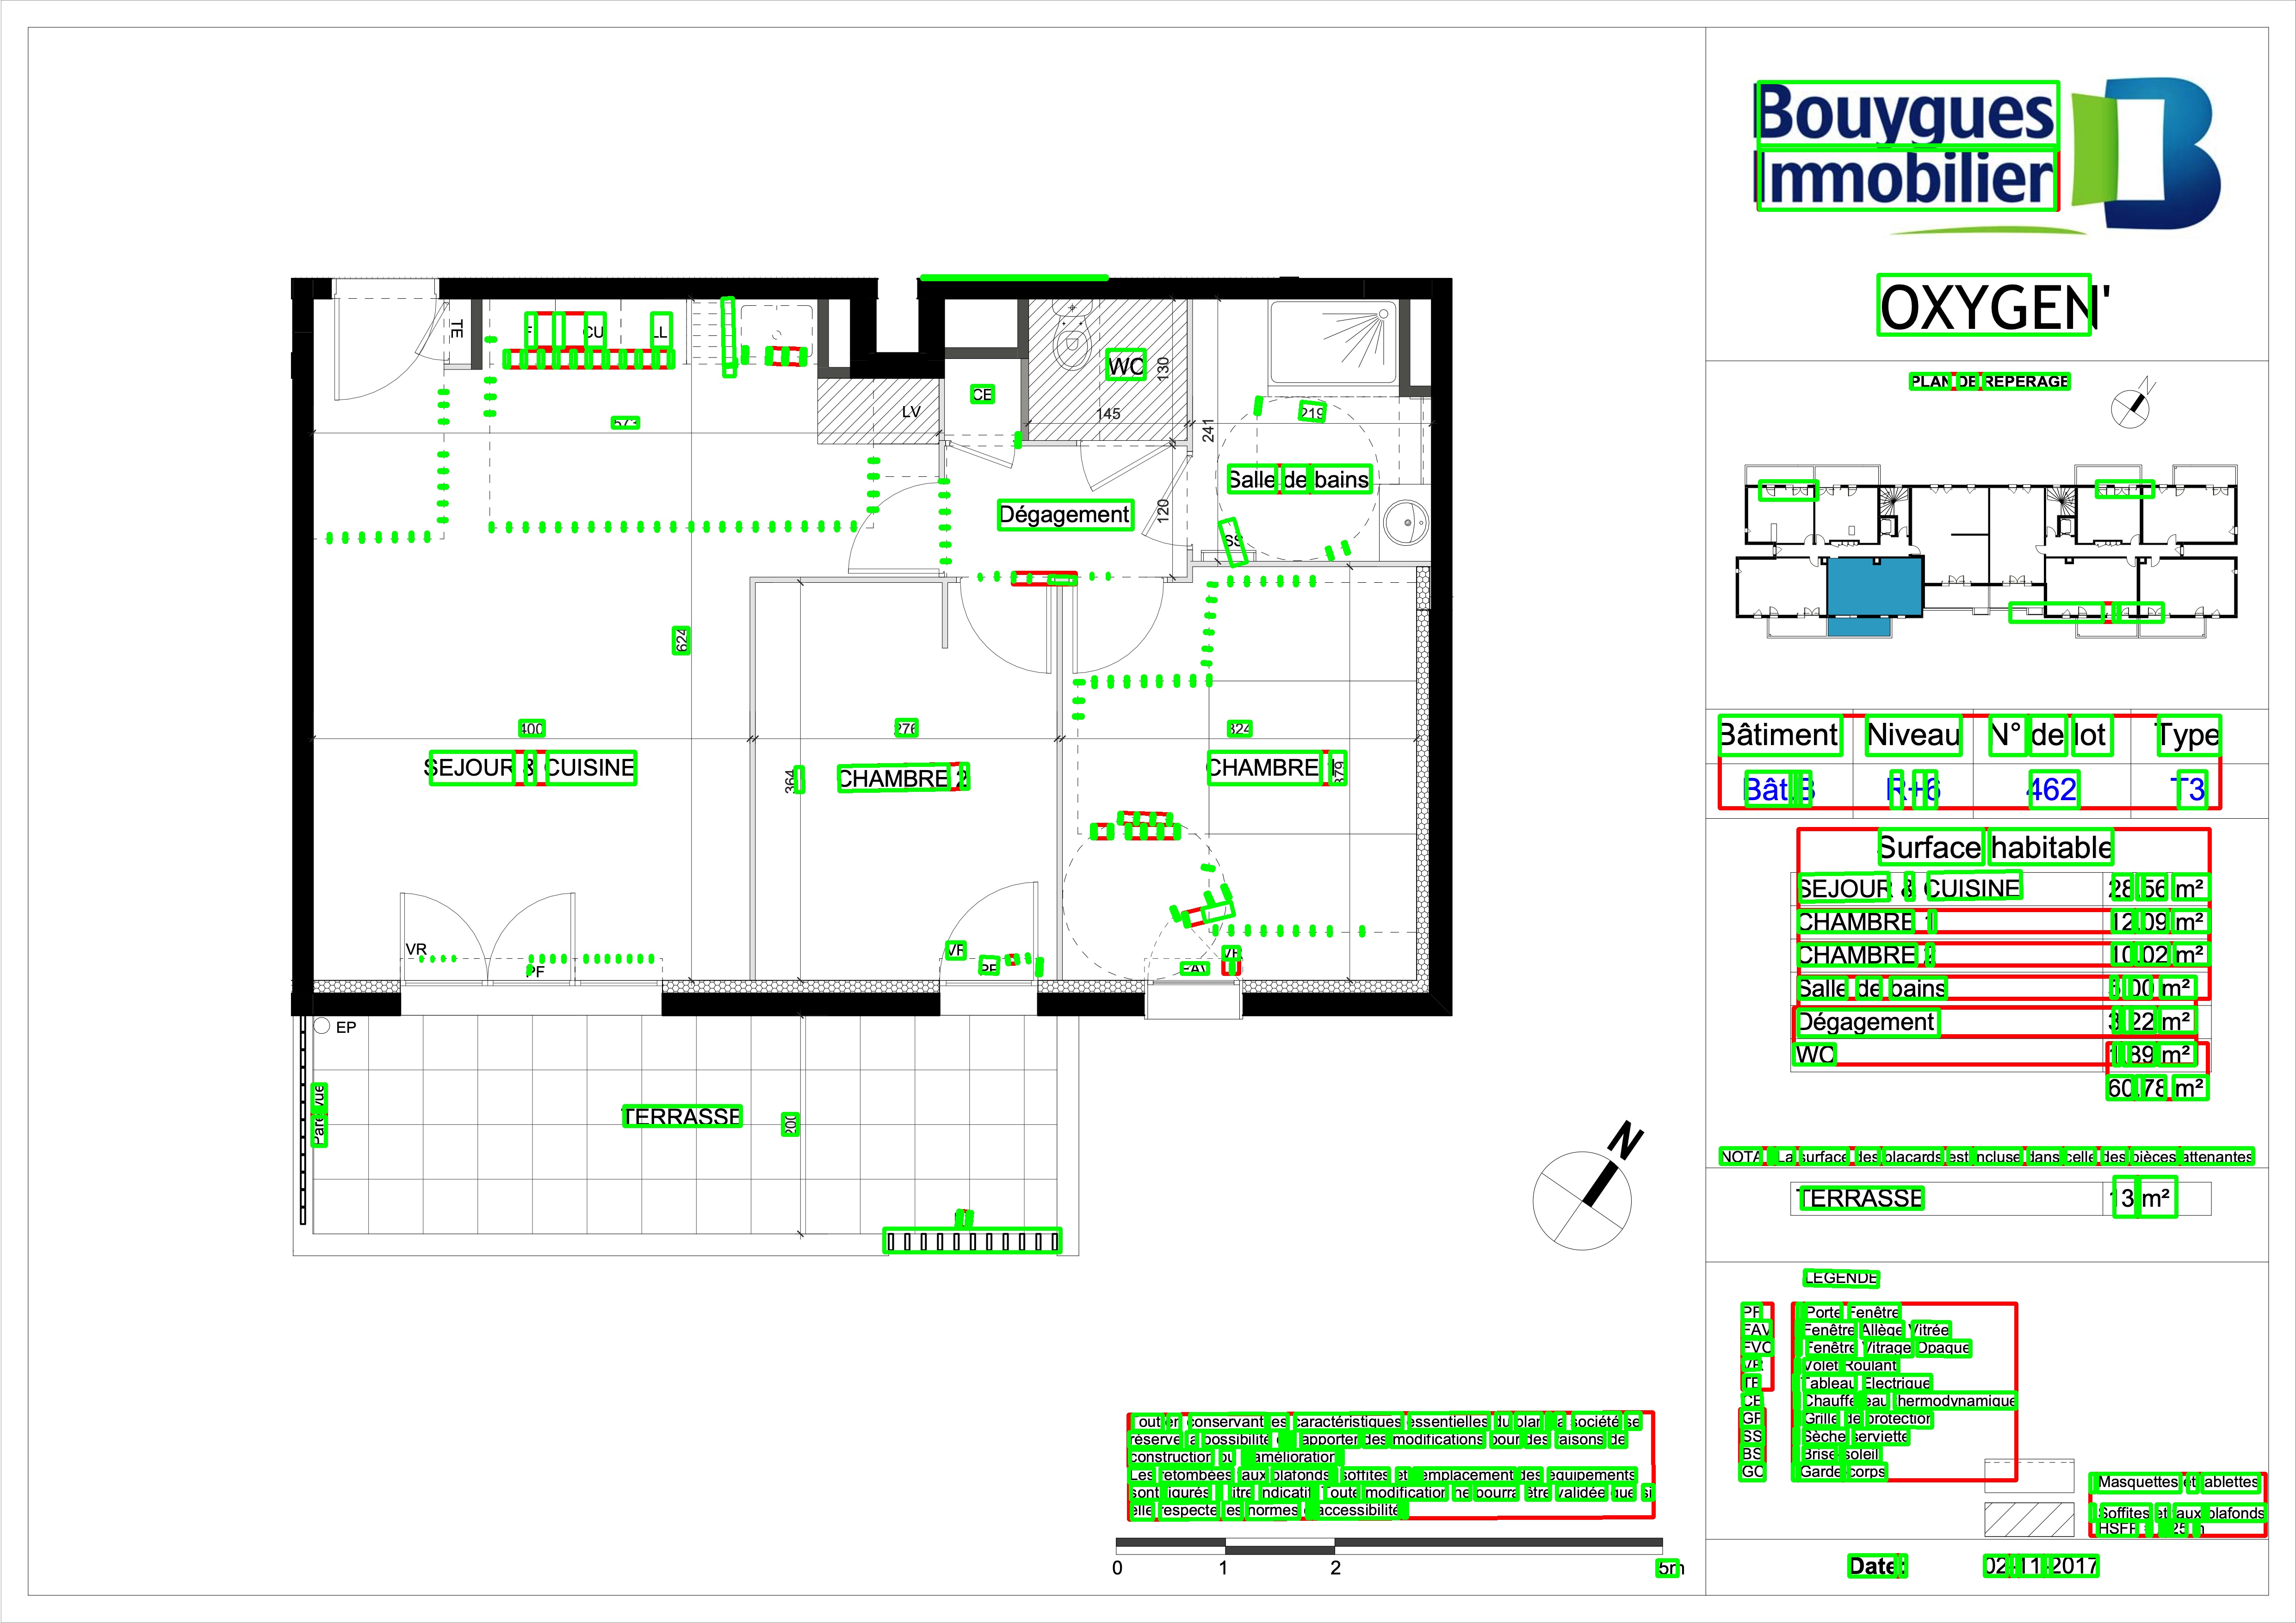 Bouygues
Immobilier
OXYGEN'
PLAN DE REPERAGE
N
TE
CU
LL
LV
CE
WC
130
145
573
219
241
Salle de bains
Dégagement
120
SS
624
400
276
324
SEJOUR & CUISINE
364
CHAMBRE 2
CHAMBRE 1
379
VR
PF
VR
PF
VR
FAV
EP
Pare vue
TERRASSE
200
N
Bâtiment Niveau N° de lot Type
Bât B R+6 462 T3
Surface habitable
SEJOUR & CUISINE 28.56 m²
CHAMBRE 1 12.09 m²
CHAMBRE 2 10.02 m²
Salle de bains m²
Dégagement 3.22 m²
WC 1.89 m²
60.78 m²
NOTA : La surface des placards est incluse dans celle des pièces attenantes
TERRASSE 13 m²
LEGENDE
PF : Porte Fenêtre
FAV : Fenêtre Allège Vitrée
FVO : Fenêtre Vitrage Opaque
VR : Volet Roulant
TE : Tableau Electrique
CE : Chauffe eau thermodynamique
GP : Grille de protection
SS : Sèche serviette
BS : Brise soleil
GC : Garde corps
Masquettes et tablettes
Soffites et faux plafonds
HSFP
Tout en conservant les caractéristiques essentielles du plan, la société se
réserve la possibilité d'apporter des modifications pour des raisons de
construction ou d'amélioration.
Les retombées, faux plafonds, soffites et l'emplacement des équipements
sont figurés à titre indicatif. Toute modification ne pourra être validée que si
elle respecte les normes d'accessibilité.
0 1 2 5m
Date: 02-11-2017